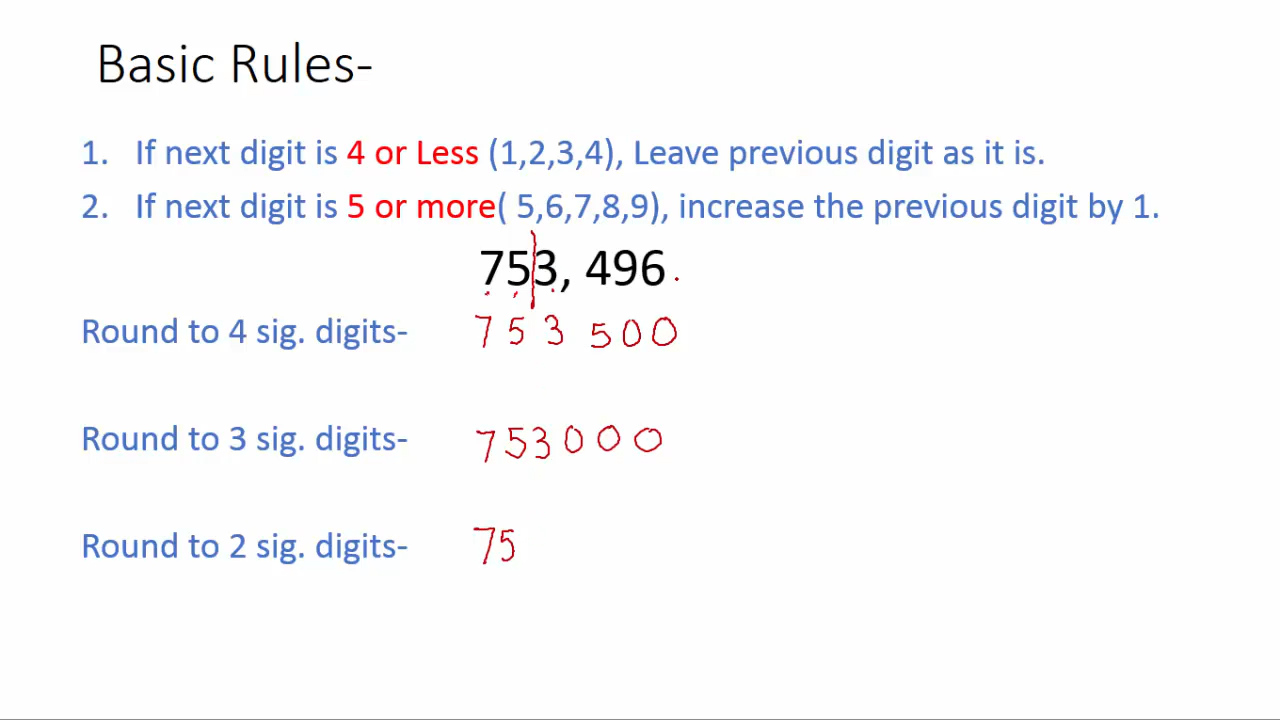 Basic Rules-
1. If next digit is 4 or Less (1,2,3,4), Leave previous digit as it is.
2. If next digit is 5 or more( 5,6,7,8,9), increase the previous digit by 1.
753, 496.
Round to 4 sig. digits- 753 500
Round to 3 sig. digits- 753000
Round to 2 sig. digits- 75